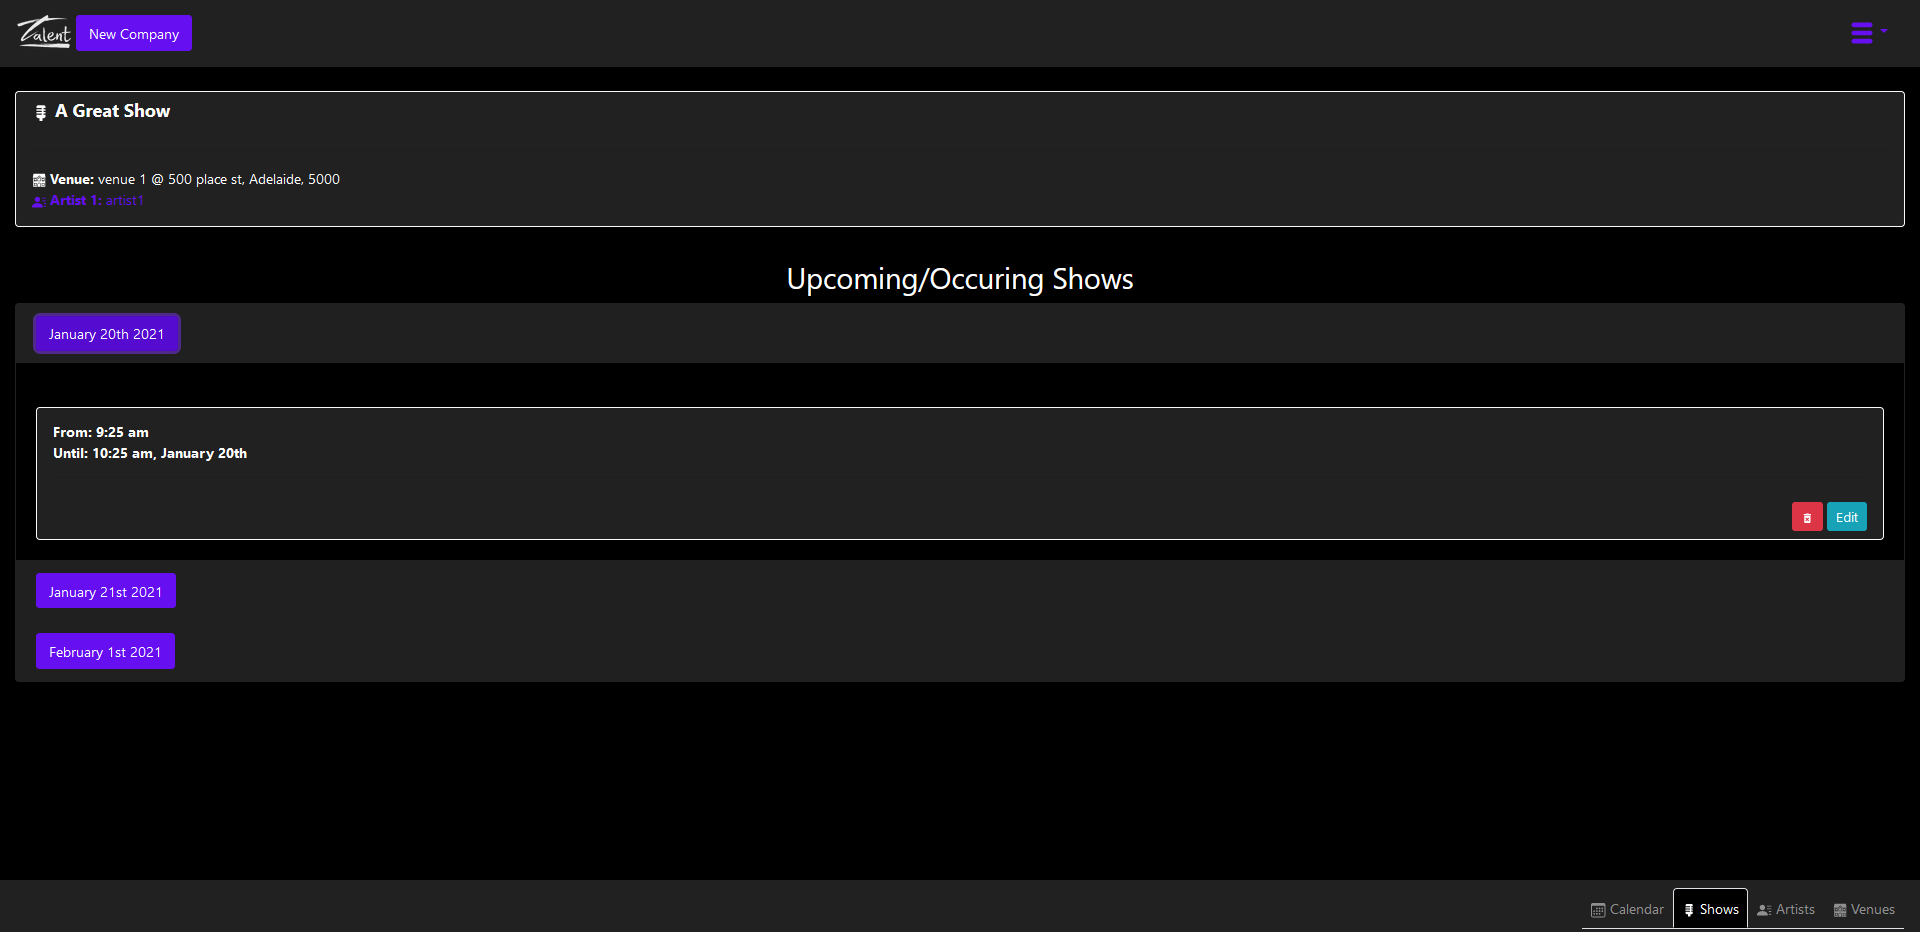 Talent New Company
A Great Show
Venue: venue 1 @ 500 place st, Adelaide, 5000
Artist 1: artist1
Upcoming/Occuring Shows
January 20th 2021
From: 9:25 am
Until: 10:25 am, January 20th
Edit
January 21st 2021
February 1st 2021
Calendar Shows Artists Venues